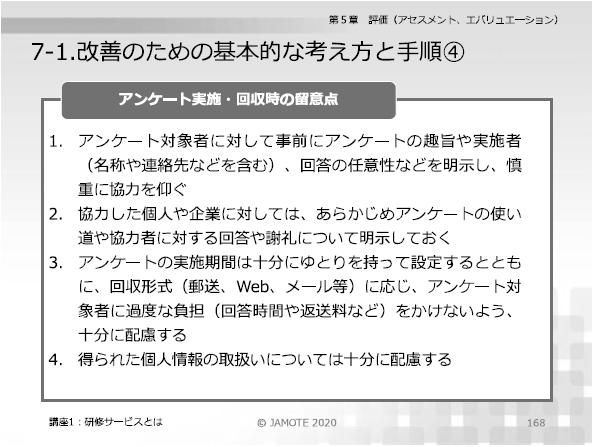 第５章　評価（アセスメント、エバリュエーション）
7-1.改善のための基本的な考え方と手順④
アンケート実施・回収時の留意点
1. アンケート対象者に対して事前にアンケートの趣旨や実施者
（名称や連絡先などを含む）、回答の任意性などを明示し、慎
重に協力を仰ぐ
2. 協力した個人や企業に対しては、あらかじめアンケートの使い
道や協力者に対する回答や謝礼について明示しておく
3. アンケートの実施期間は十分にゆとりを持って設定するととも
に、回収形式（郵送、Web、メール等）に応じ、アンケート対
象者に過度な負担（回答時間や返送料など）をかけないよう、
十分に配慮する
4. 得られた個人情報の取扱いについては十分に配慮する
講座1：研修サービスとは
© JAMOTE 2020
168